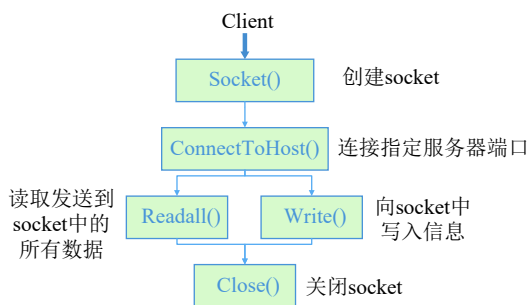 Client
Socket()
创建socket
ConnectToHost()
连接指定服务器端口
读取发送到
socket中的
所有数据
Readall()
Write()
向socket中
写入信息
Close()
关闭socket